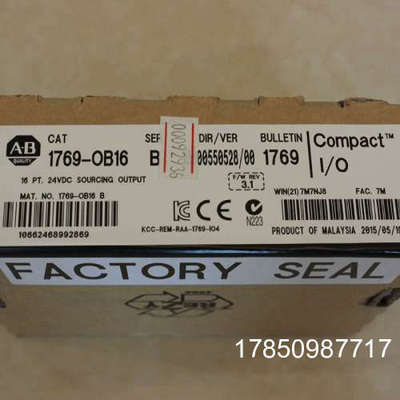 A-B
QUALITY
CAT SER DIR/VER BULLETIN Compact™
1769-OB16 B 00550528/00 1769 I/O
00092936
16 PT. 24VDC SOURCING OUTPUT
F/W REV
3.1
MAT. NO. 1769-OB16 B
WIN(21)7M7NJ8 FAC. 7M
10662468992869
KCC-REM-RAA-1769-IO4
N223
PRODUCT OF MALAYSIA 2015/05/1
FACTORY SEAL
17850987717